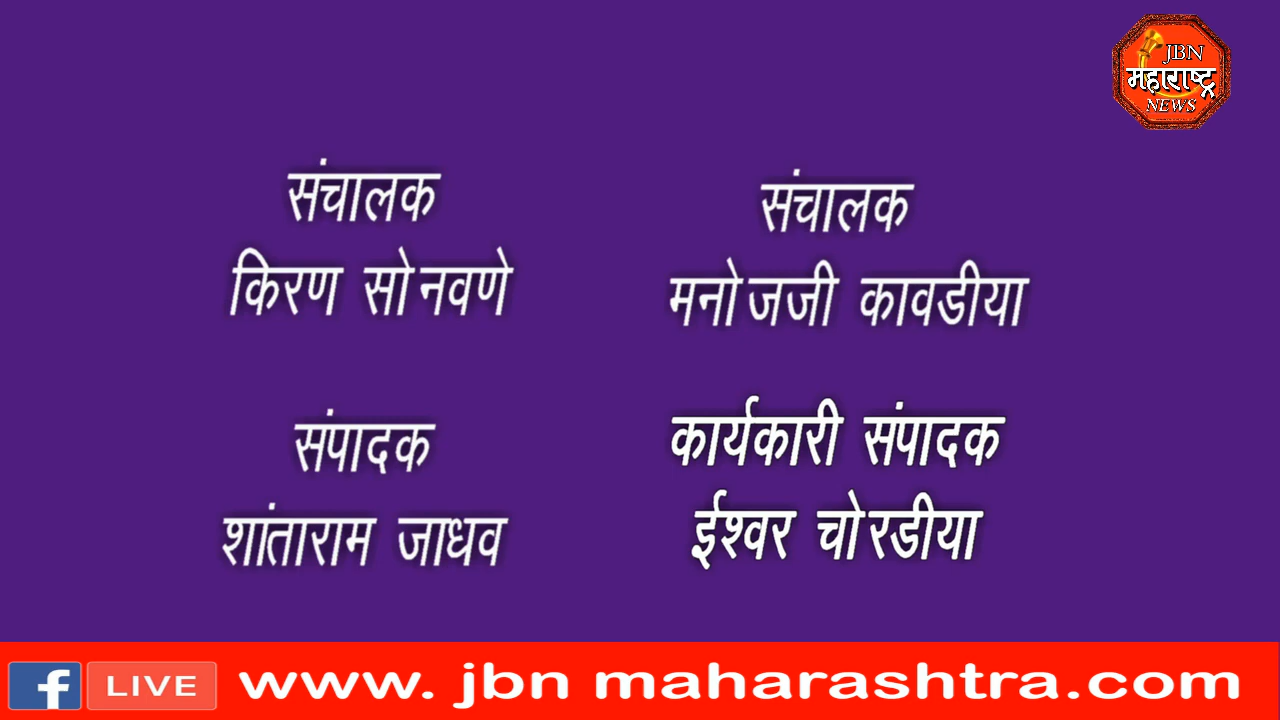 JBN
महाराष्ट्र
NEWS
संचालक
किरण सोनवणे
संचालक
मनोजजी कावडीया
संपादक
शांताराम जाधव
कार्यकारी संपादक
ईश्वर चोरडीया
f LIVE www. jbn maharashtra.com